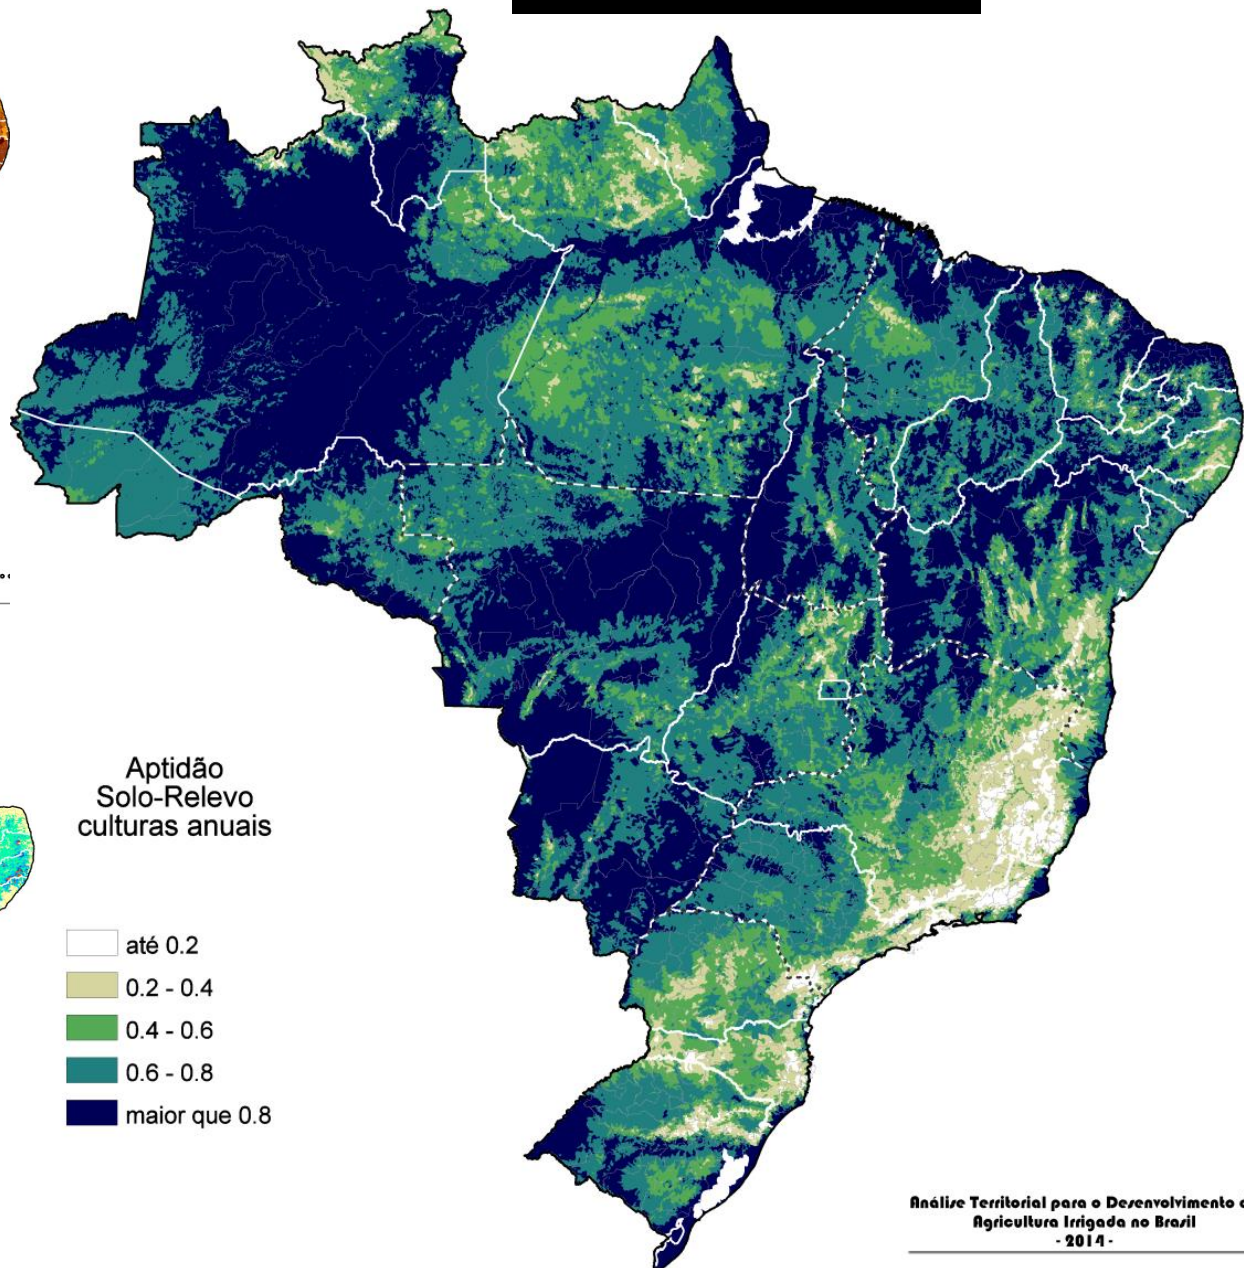 Aptidão
Solo-Relevo
culturas anuais
até 0.2
0.2 - 0.4
0.4 - 0.6
0.6 - 0.8
maior que 0.8
Análise Territorial para o Desenvolvimento
Agricultura Irrigada no Brasil
- 2014 -